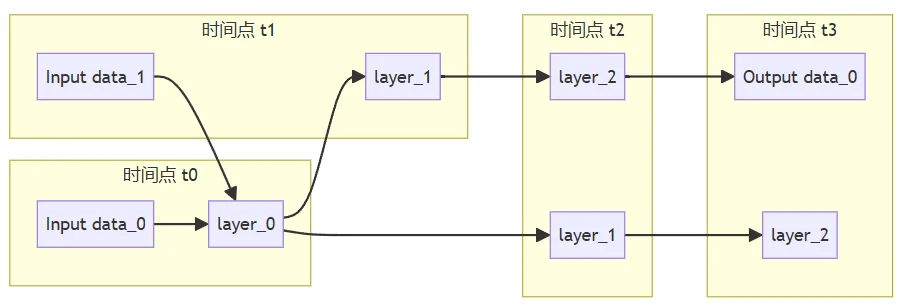 时间点 t1
Input data_1
layer_1
时间点 t0
Input data_0
layer_0
时间点 t2
layer_2
layer_1
时间点 t3
Output data_0
layer_2